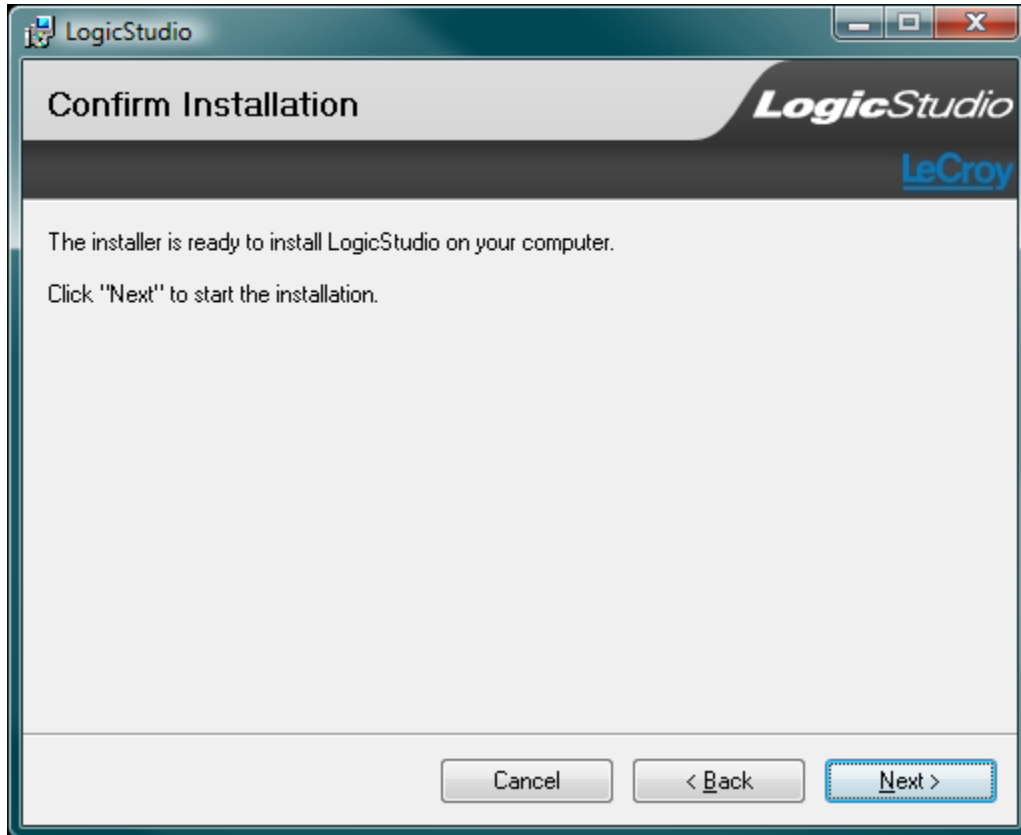 LogicStudio
Confirm Installation
LogicStudio
LeCroy
The installer is ready to install LogicStudio on your computer.
Click "Next" to start the installation.
Cancel
< Back
Next >